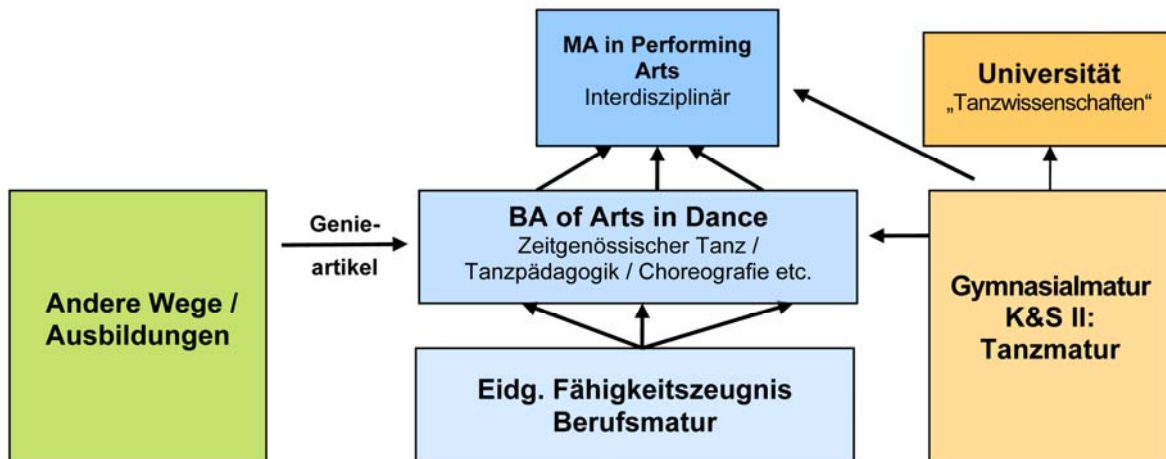 MA in Performing
Arts
Interdisziplinär
Universität
„Tanzwissenschaften“
Genie-
artikel
BA of Arts in Dance
Zeitgenössischer Tanz /
Tanzpädagogik / Choreografie etc.
Andere Wege /
Ausbildungen
Gymnasialmatur
K&S II:
Tanzmatur
Eidg. Fähigkeitszeugnis
Berufsmatur